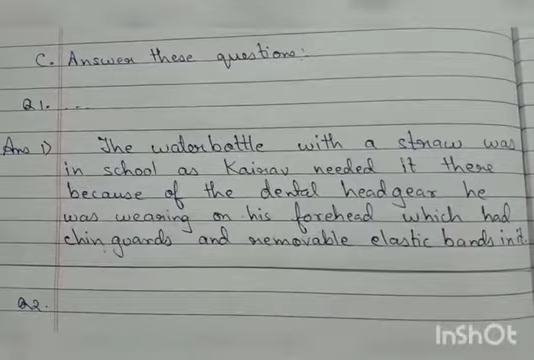 C. Answer these questions:
Q1. ...
Ans 1) The waterbottle with a straw was
in school as Kairav needed it there
because of the dental headgear he
was wearing on his forehead which had
chin guards and removable elastic bands in it.
Q2.
InShOt